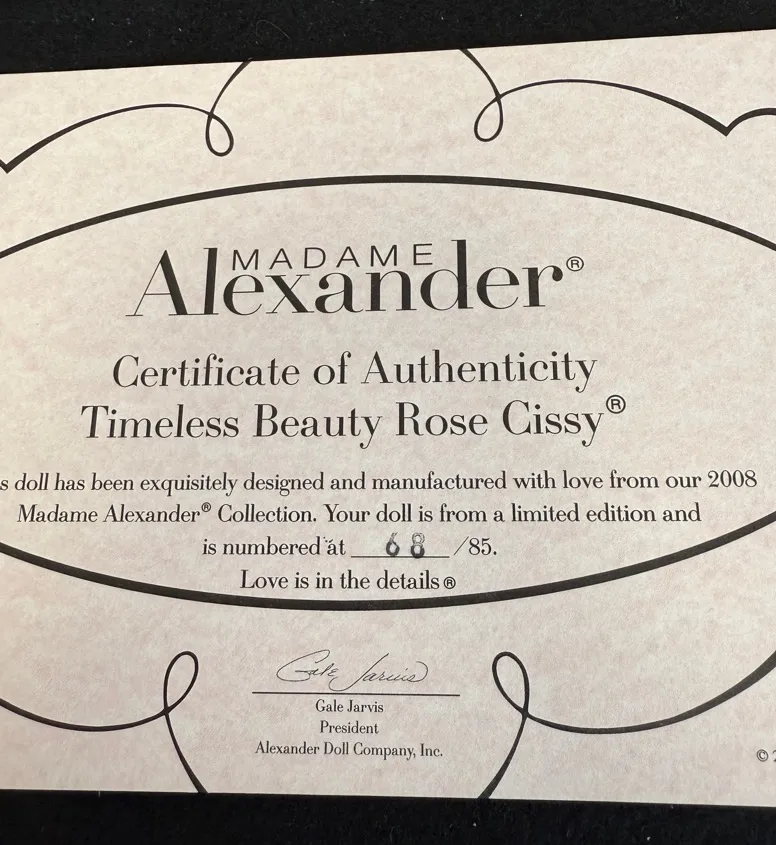 MADAME
Alexander®
Certificate of Authenticity
Timeless Beauty Rose Cissy®
s doll has been exquisitely designed and manufactured with love from our 2008
Madame Alexander® Collection. Your doll is from a limited edition and
is numbered at 68 /85.
Love is in the details ®
Gale Jarvis
Gale Jarvis
President
Alexander Doll Company, Inc.
© 2